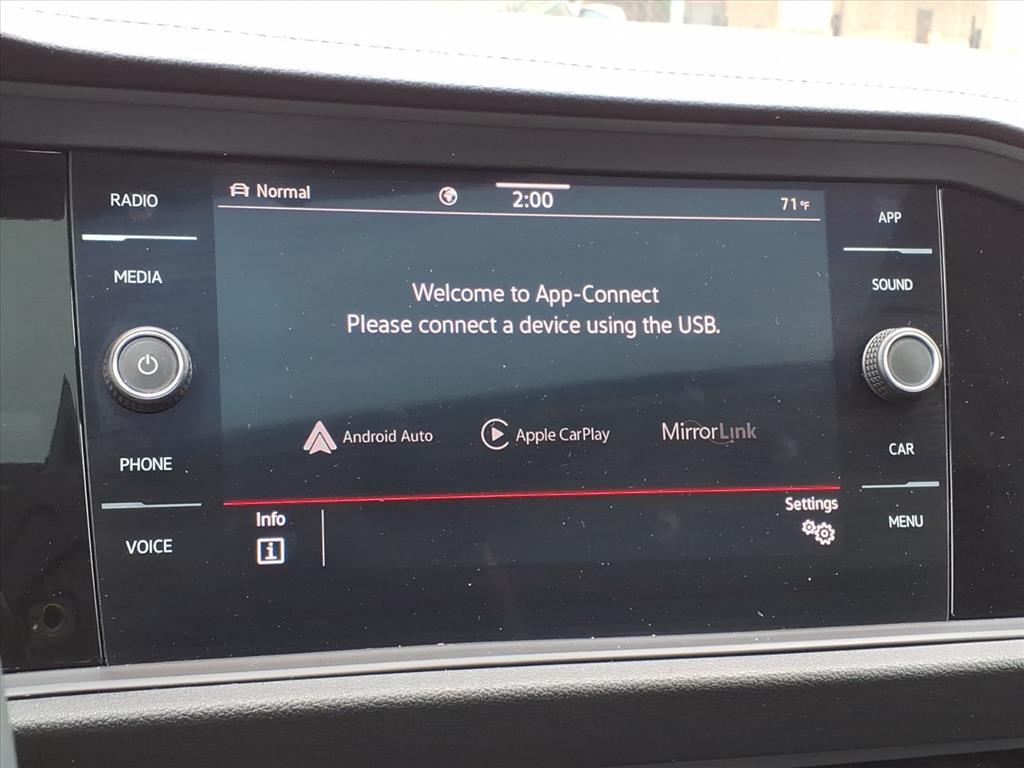 RADIO
MEDIA
PHONE
VOICE
Normal
2:00
71°F
Welcome to App-Connect
Please connect a device using the USB.
Android Auto
Apple CarPlay
MirrorLink
Info
Settings
APP
SOUND
CAR
MENU